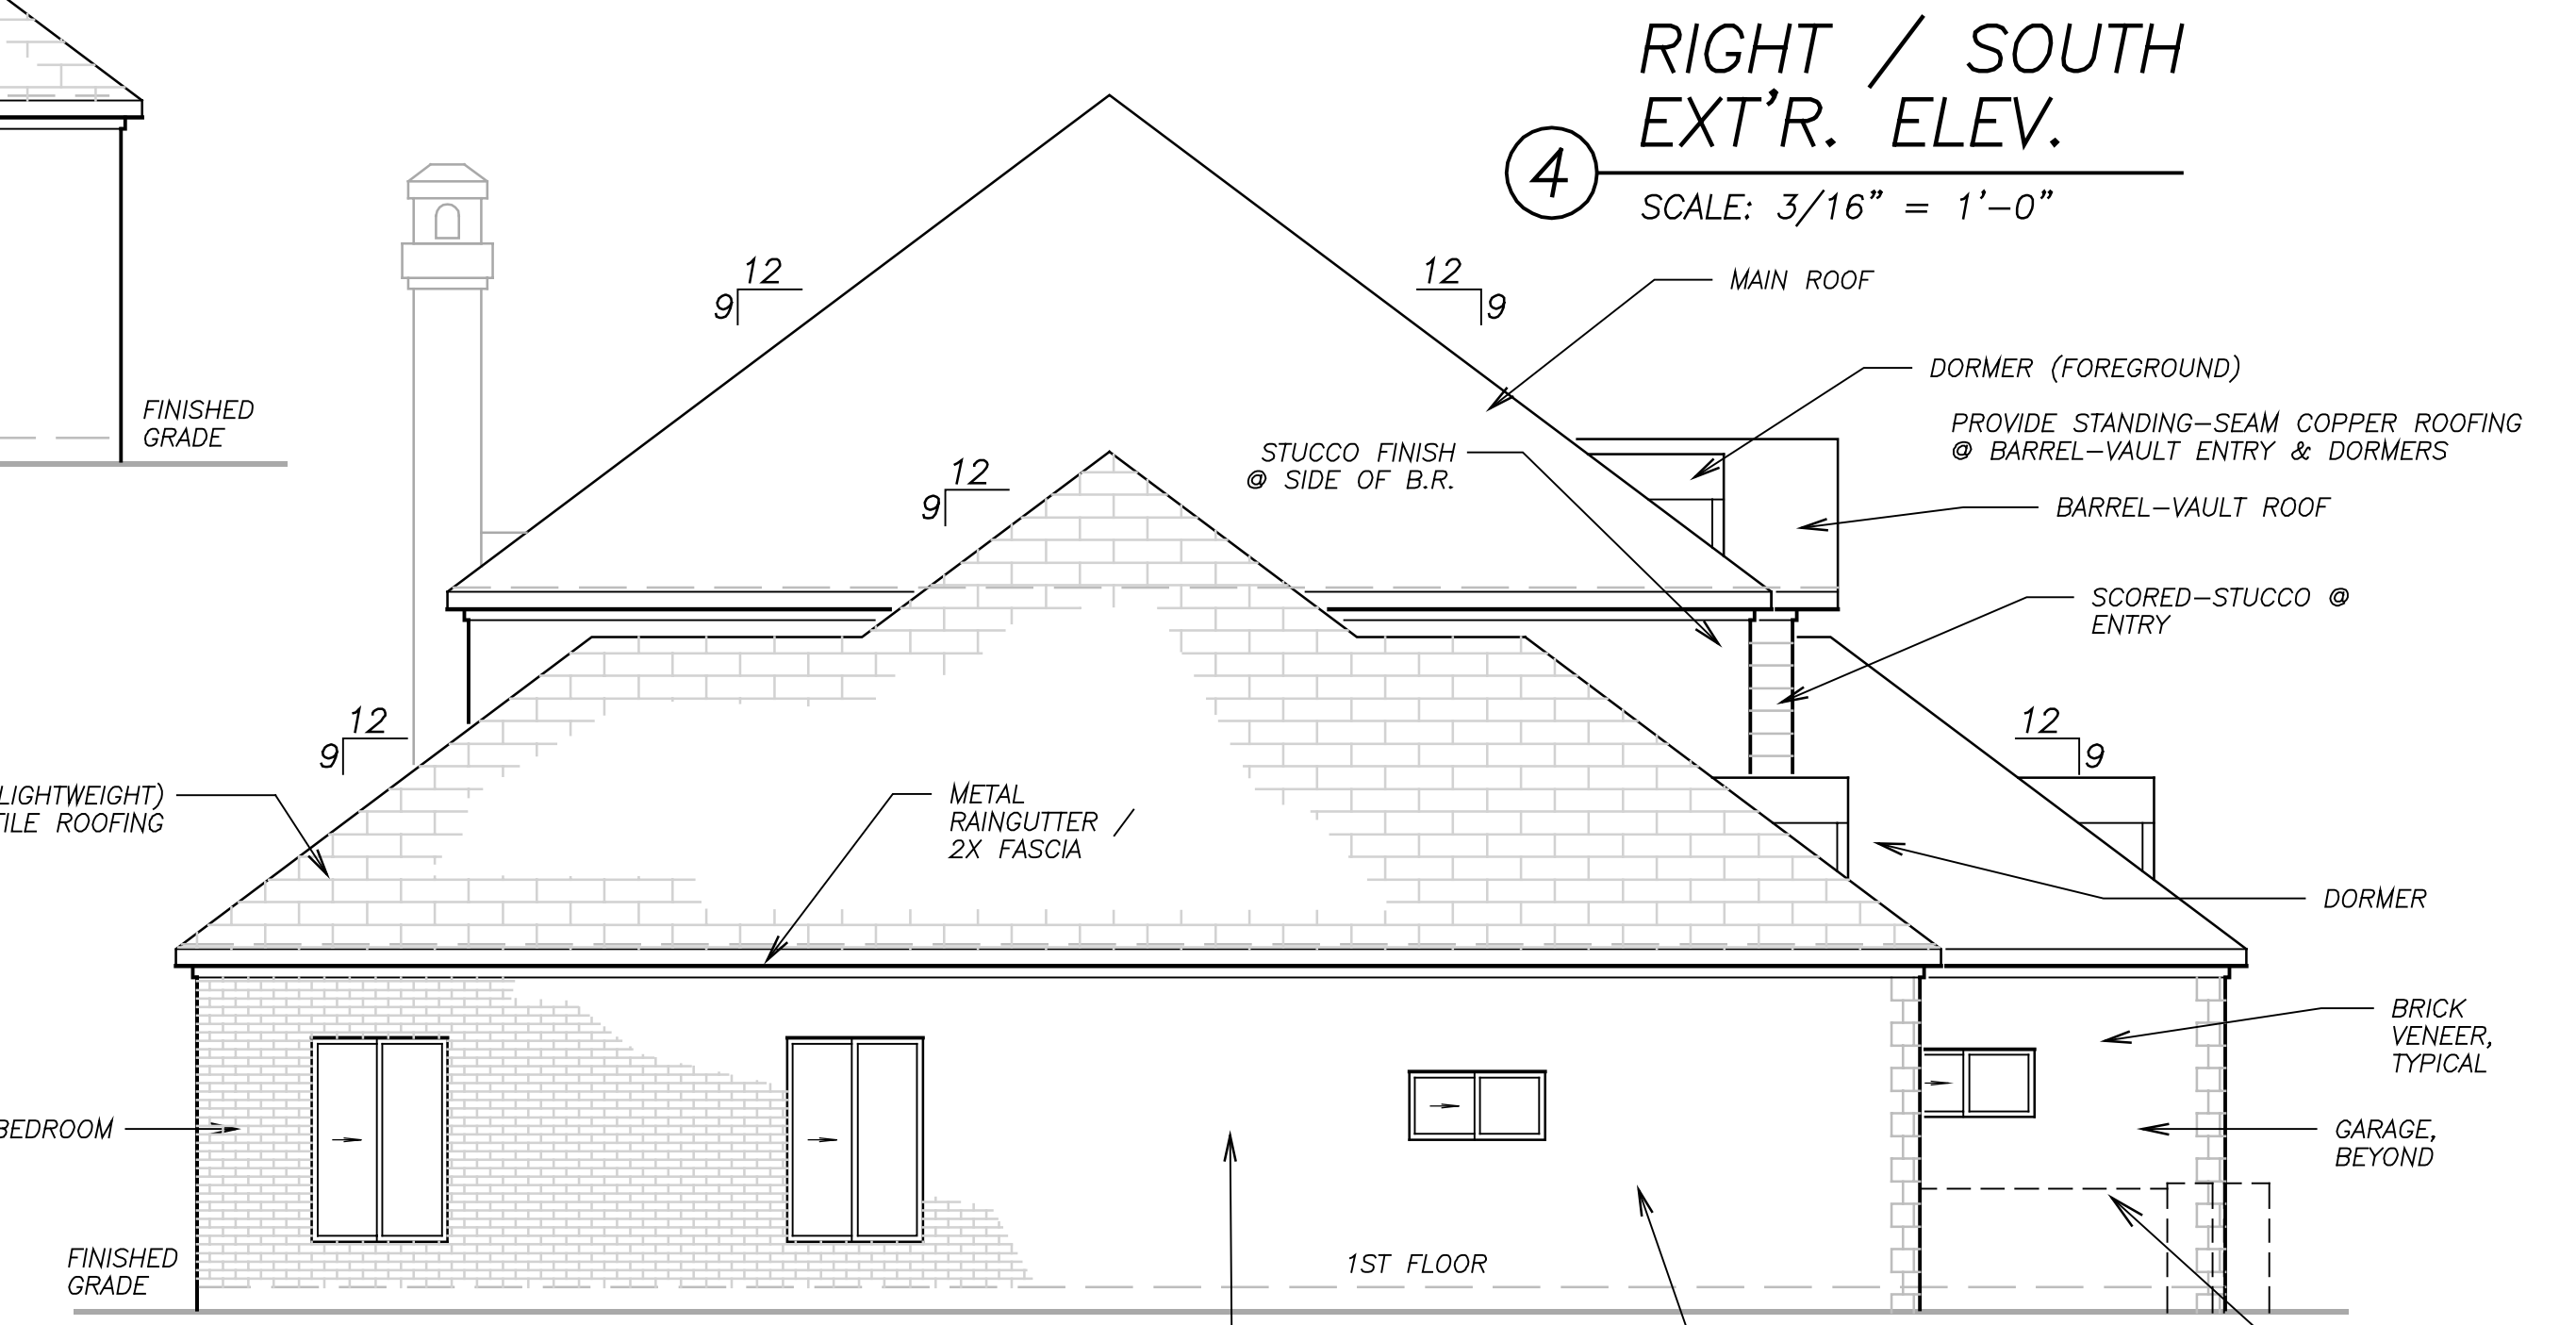 RIGHT / SOUTH
EXT'R. ELEV.
4
SCALE: 3/16" = 1'-0"
12
9
12
9
MAIN ROOF
DORMER (FOREGROUND)
FINISHED
GRADE
PROVIDE STANDING-SEAM COPPER ROOFING
@ BARREL-VAULT ENTRY & DORMERS
STUCCO FINISH
@ SIDE OF B.R.
12
9
BARREL-VAULT ROOF
SCORED-STUCCO @
ENTRY
12
9
12
9
LIGHTWEIGHT)
TILE ROOFING
METAL
RAINGUTTER /
2X FASCIA
DORMER
BRICK
VENEER,
TYPICAL
BEDROOM
GARAGE,
BEYOND
FINISHED
GRADE
1ST FLOOR